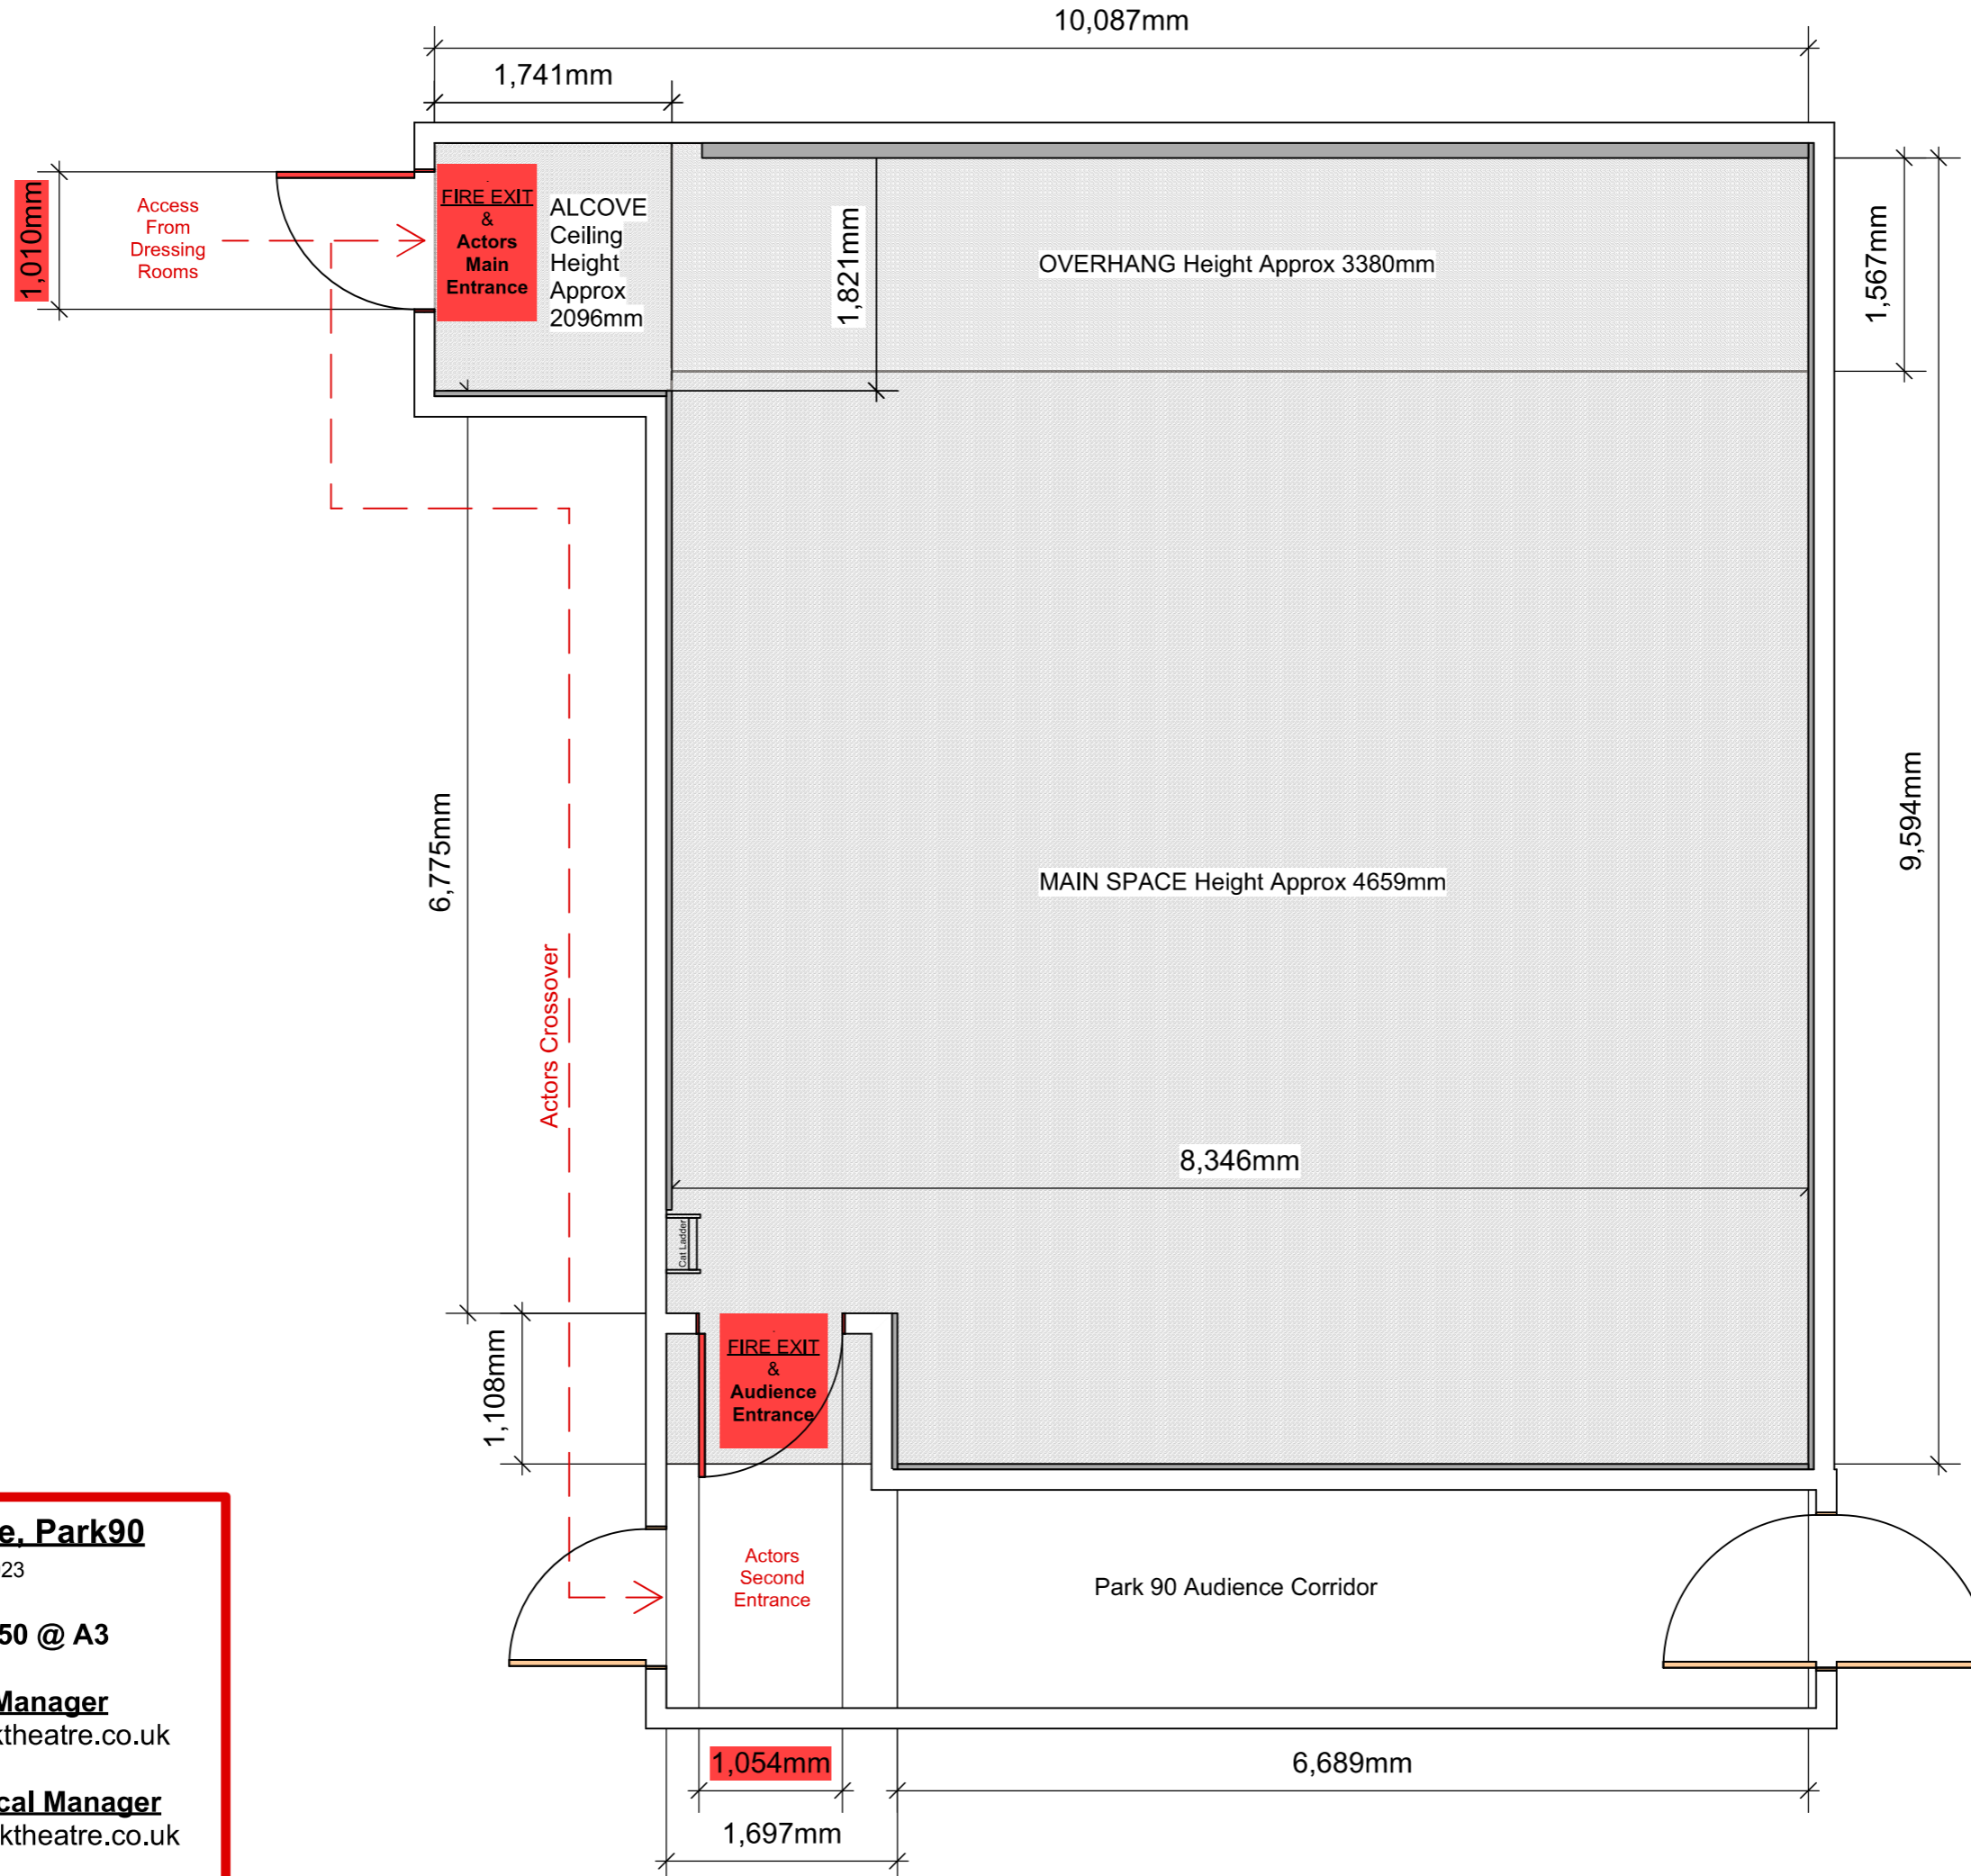 10,087mm
1,741mm
1,010mm
Access
From
Dressing
Rooms
FIRE EXIT
&
Actors
Main
Entrance
ALCOVE
Ceiling
Height
Approx
2096mm
1,821mm
OVERHANG Height Approx 3380mm
1,567mm
9,594mm
6,775mm
Actors Crossover
MAIN SPACE Height Approx 4659mm
8,346mm
Cat Ladder
1,108mm
FIRE EXIT
&
Audience
Entrance
Actors
Second
Entrance
Park 90 Audience Corridor
1,054mm
6,689mm
1,697mm
e, Park90
23
50 @ A3
Manager
ktheatre.co.uk
cal Manager
ktheatre.co.uk